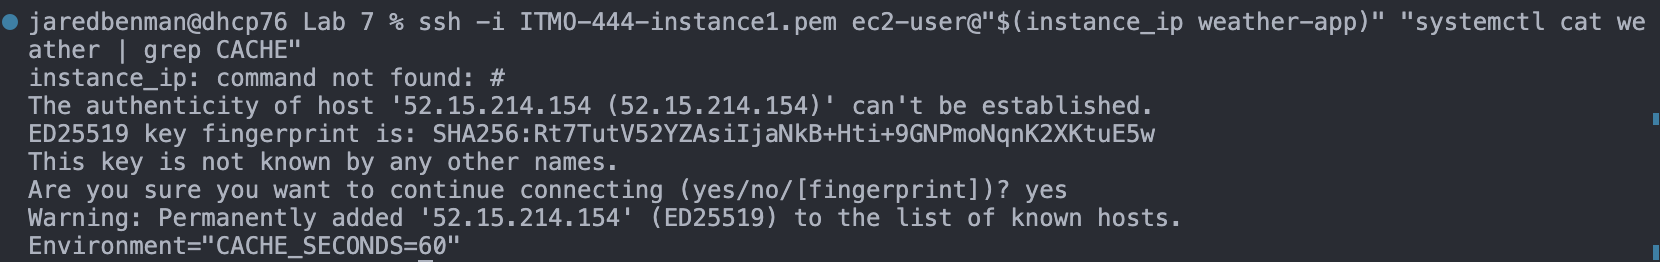 jaredbenman@dhcp76 Lab 7 % ssh -i ITMO-444-instance1.pem ec2-user@"$(instance_ip weather-app)" "systemctl cat we
ather | grep CACHE"
instance_ip: command not found: #
The authenticity of host '52.15.214.154 (52.15.214.154)' can't be established.
ED25519 key fingerprint is: SHA256:Rt7TutV52YZAsiIjaNkB+Hti+9GNPmoNqnK2XKtuE5w
This key is not known by any other names.
Are you sure you want to continue connecting (yes/no/[fingerprint])? yes
Warning: Permanently added '52.15.214.154' (ED25519) to the list of known hosts.
Environment="CACHE_SECONDS=60"